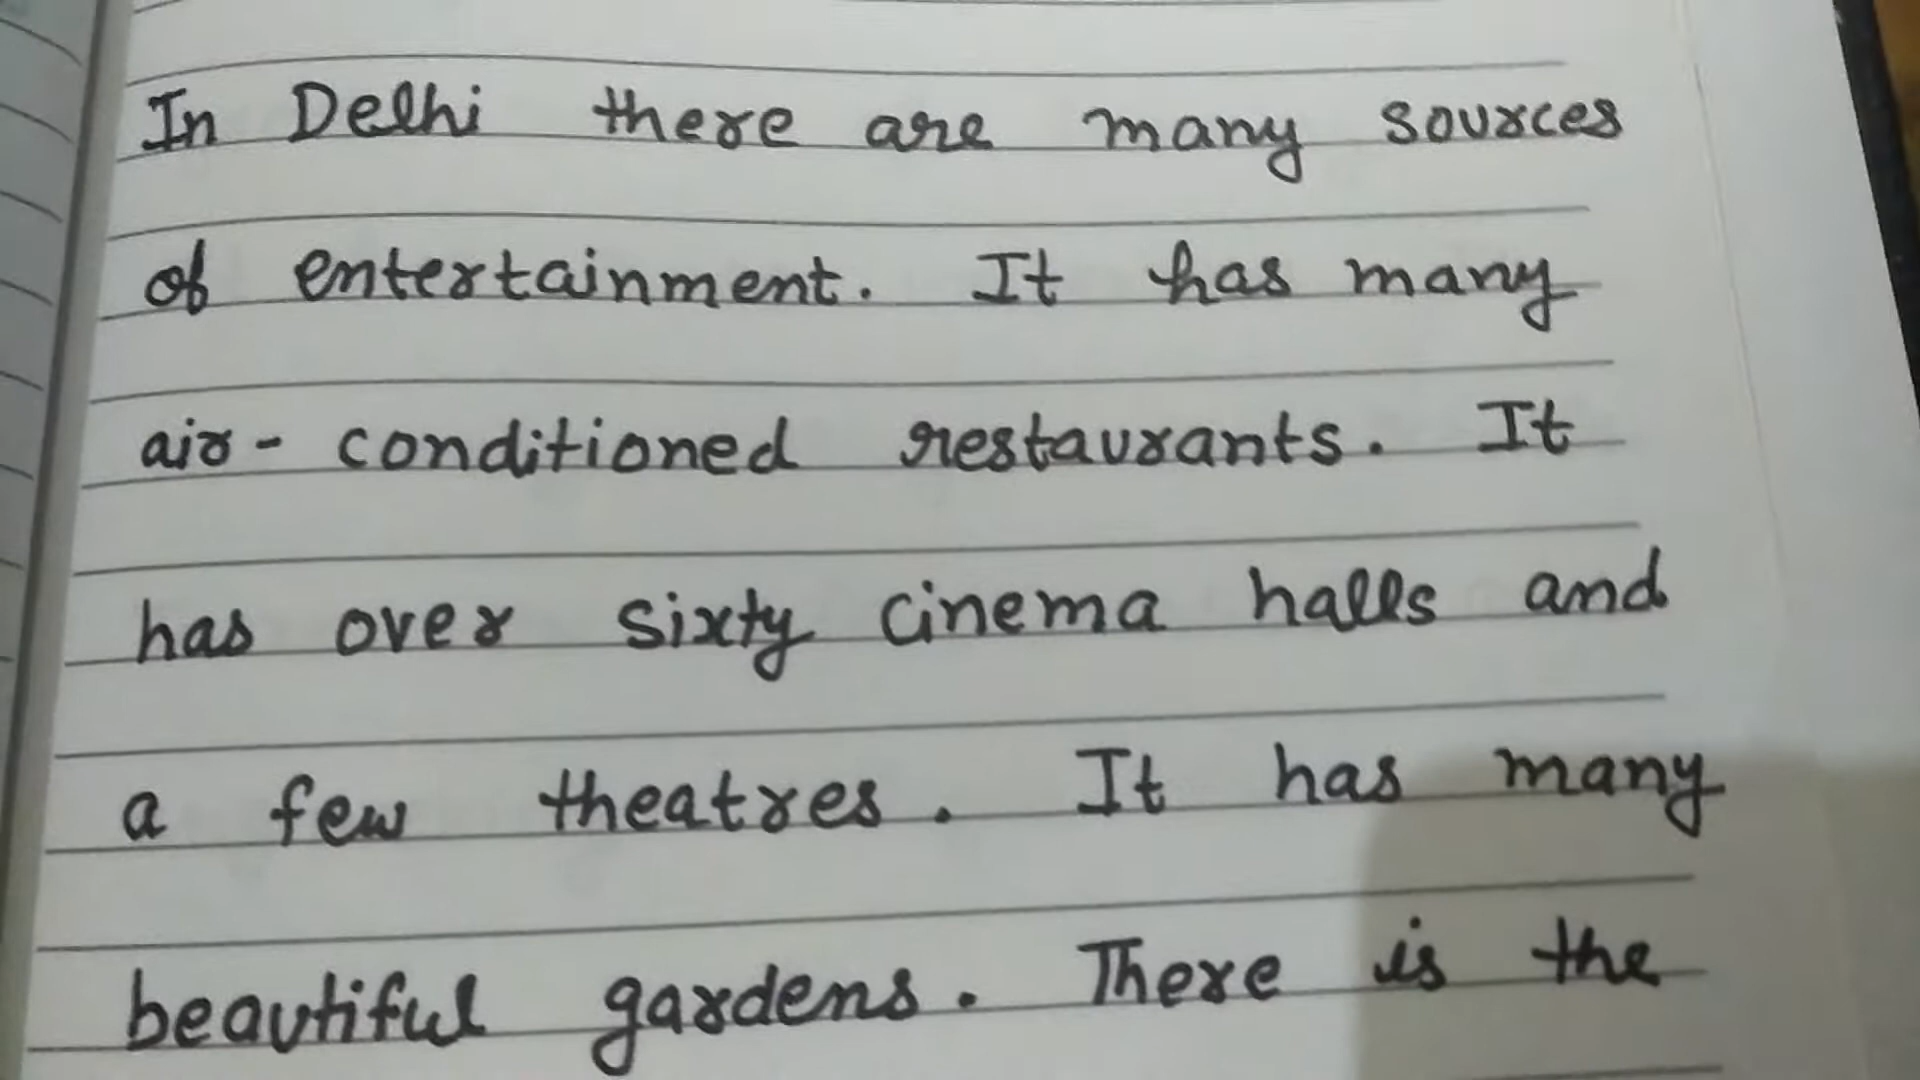 In Delhi there are many sources
of entertainment. It has many
air-conditioned restaurants. It
has over sixty cinema halls and
a few theatres. It has many
beautiful gardens. There is the